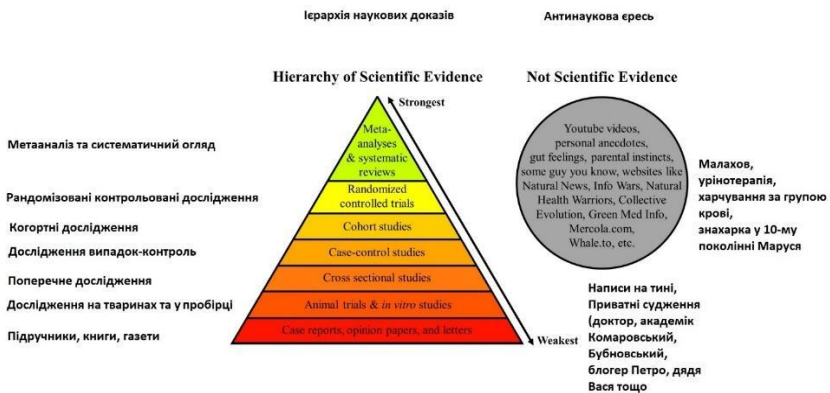 Ієрархія наукових доказів
Антинаукова єресь
Hierarchy of Scientific Evidence
Not Scientific Evidence
Strongest
Метааналіз та систематичний огляд
Meta-
analyses
& systematic
reviews
Рандомізовані контрольовані дослідження
Randomized
controlled trials
Когортні дослідження
Cohort studies
Дослідження випадок-контроль
Case-control studies
Поперечне дослідження
Cross sectional studies
Дослідження на тваринах та у пробірці
Animal trials & in vitro studies
Підручники, книги, газети
Case reports, opinion papers, and letters
Weakest
Youtube videos,
personal anecdotes,
gut feelings, parental instincts,
some guy you know, websites like
Natural News, Info Wars, Natural
Health Warriors, Collective
Evolution, Green Med Info,
Mercola.com,
Whale.to, etc.
Малахов,
урінотерапія,
харчування за групою
крові,
знахарка у 10-му
поколінні Маруся
Написи на тині,
Приватні судження
(доктор, академік
Комаровський,
Бубновський,
блогер Петро, дядя
Вася тощо